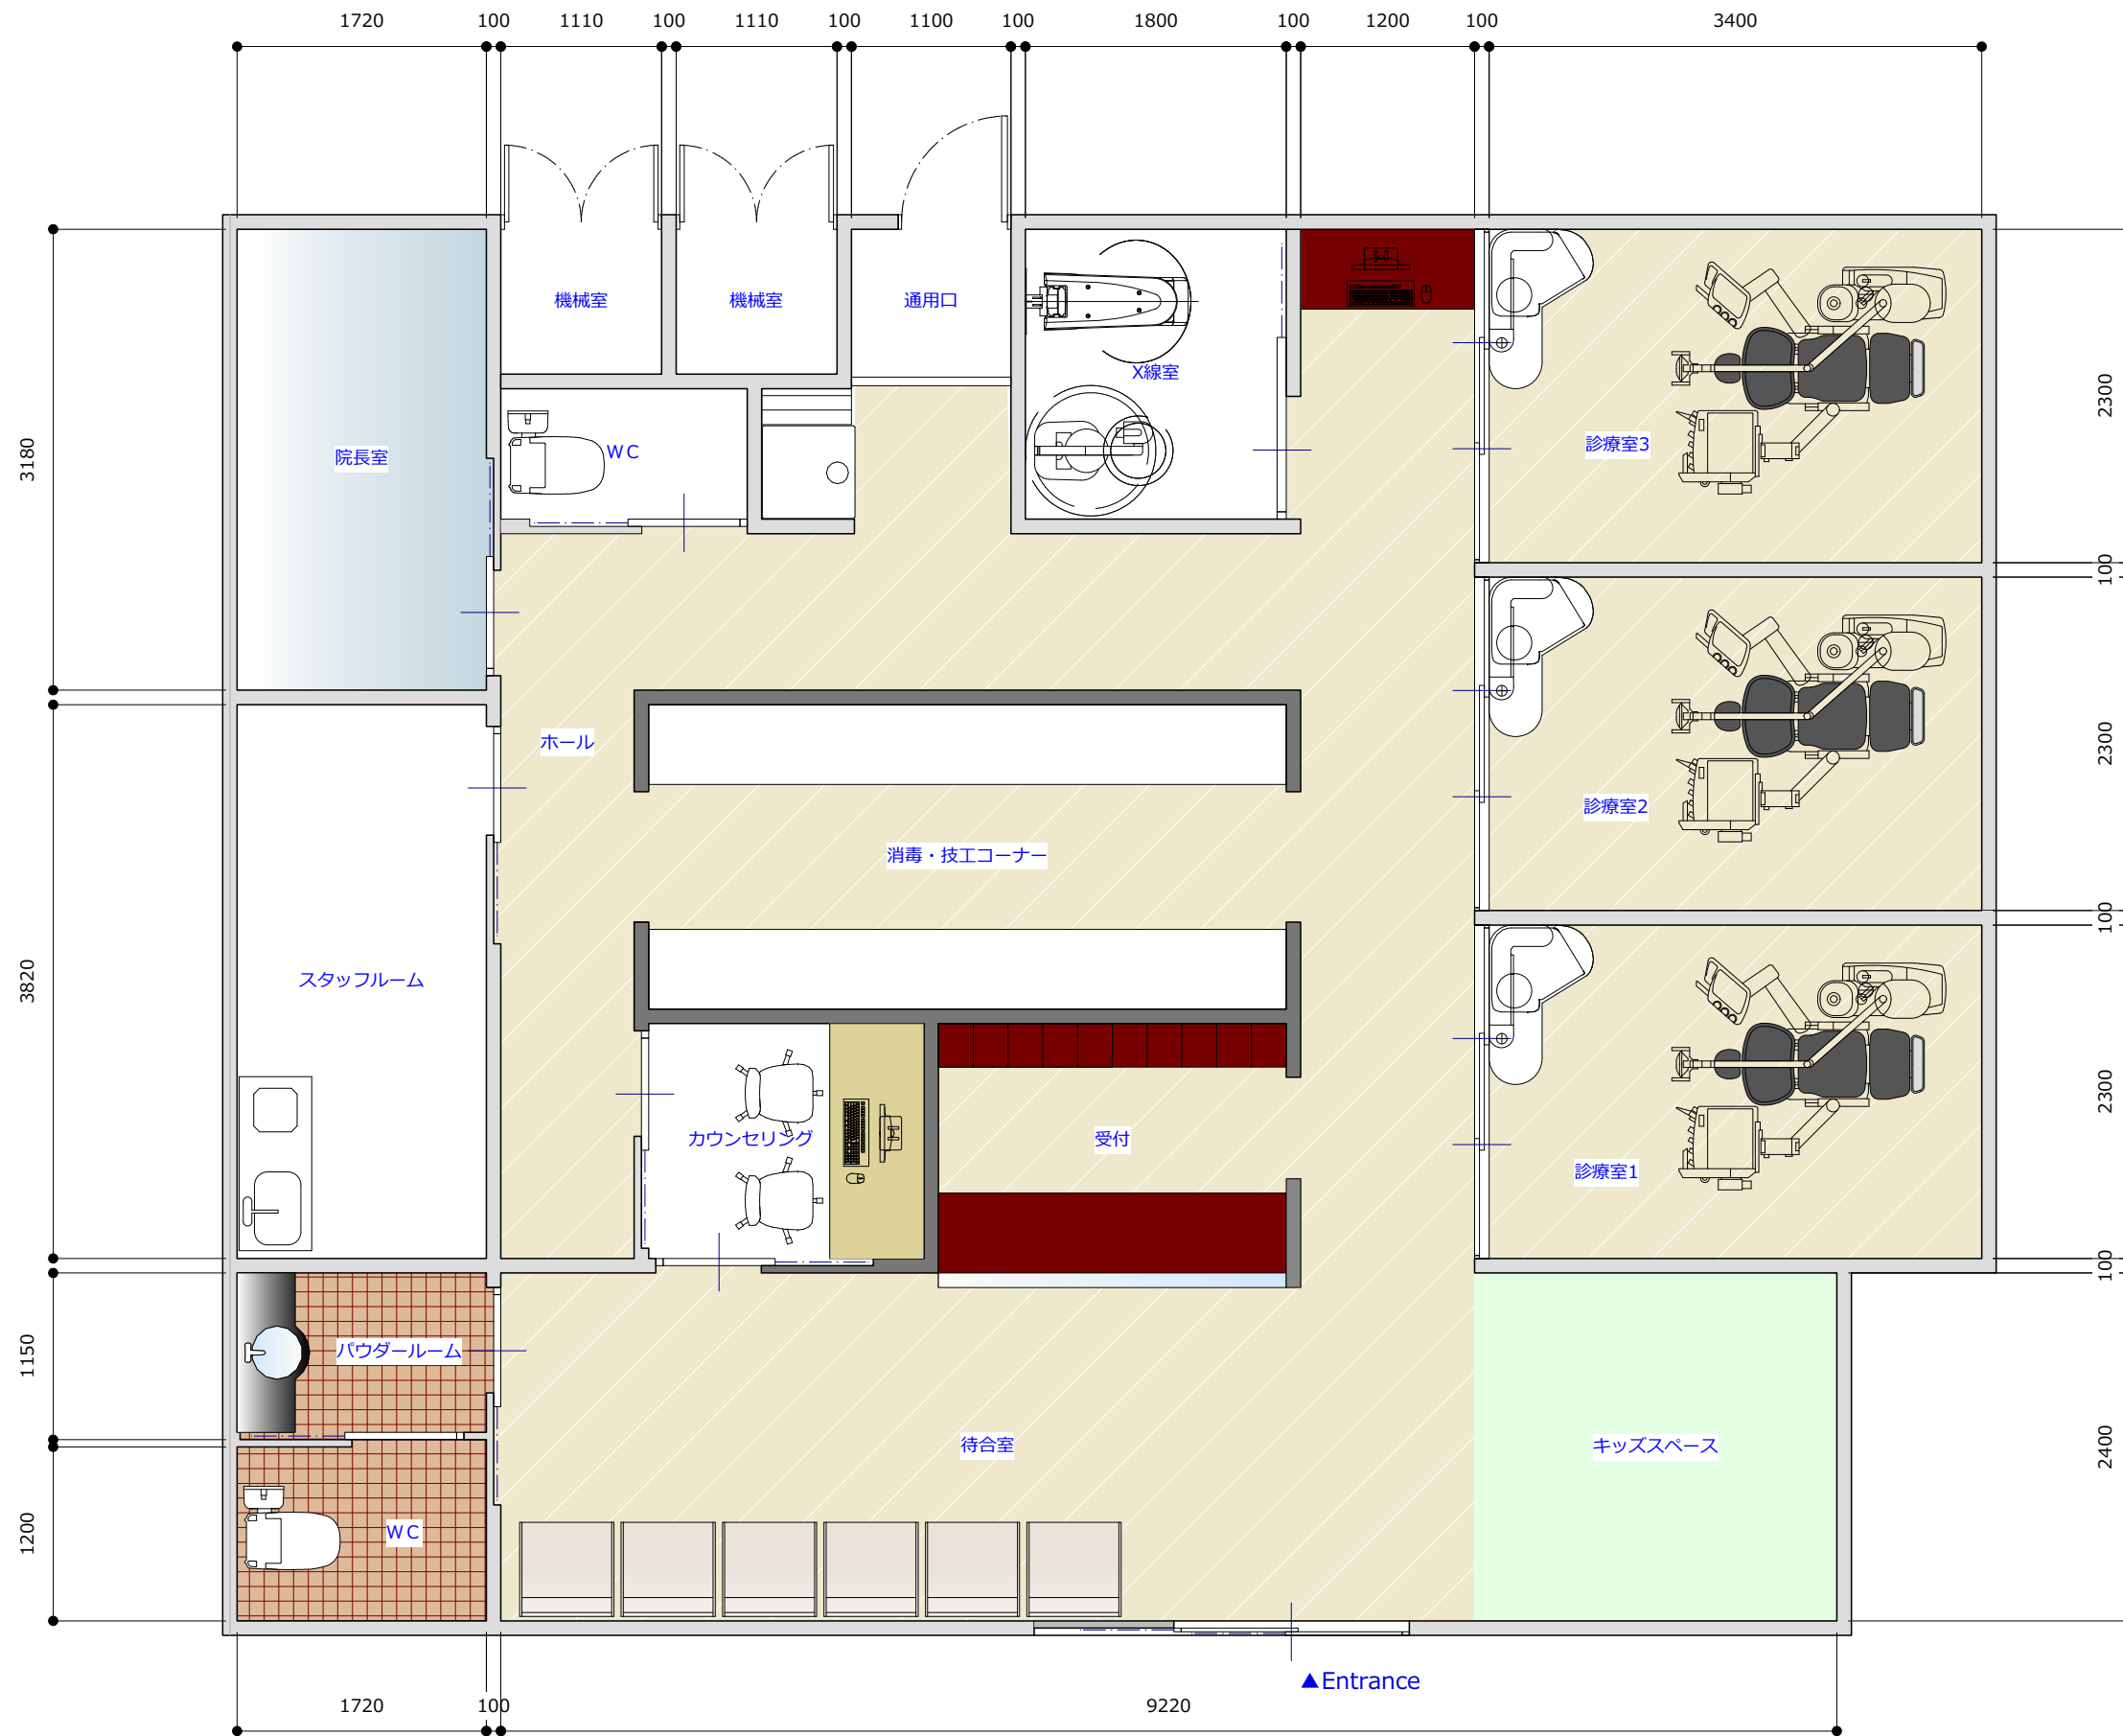 1720 100 1110 100 1110 100 1100 100 1800 100 1200 100 3400
機械室 機械室 通用口
X線室
2300
3180
院長室
WC
診療室3
100
ホール
2300
診療室2
消毒・技工コーナー
100
3820
スタッフルーム
2300
カウンセリング
受付
診療室1
100
1150
パウダールーム
待合室
キッズスペース
2400
1200
WC
▲Entrance
1720 100 9220